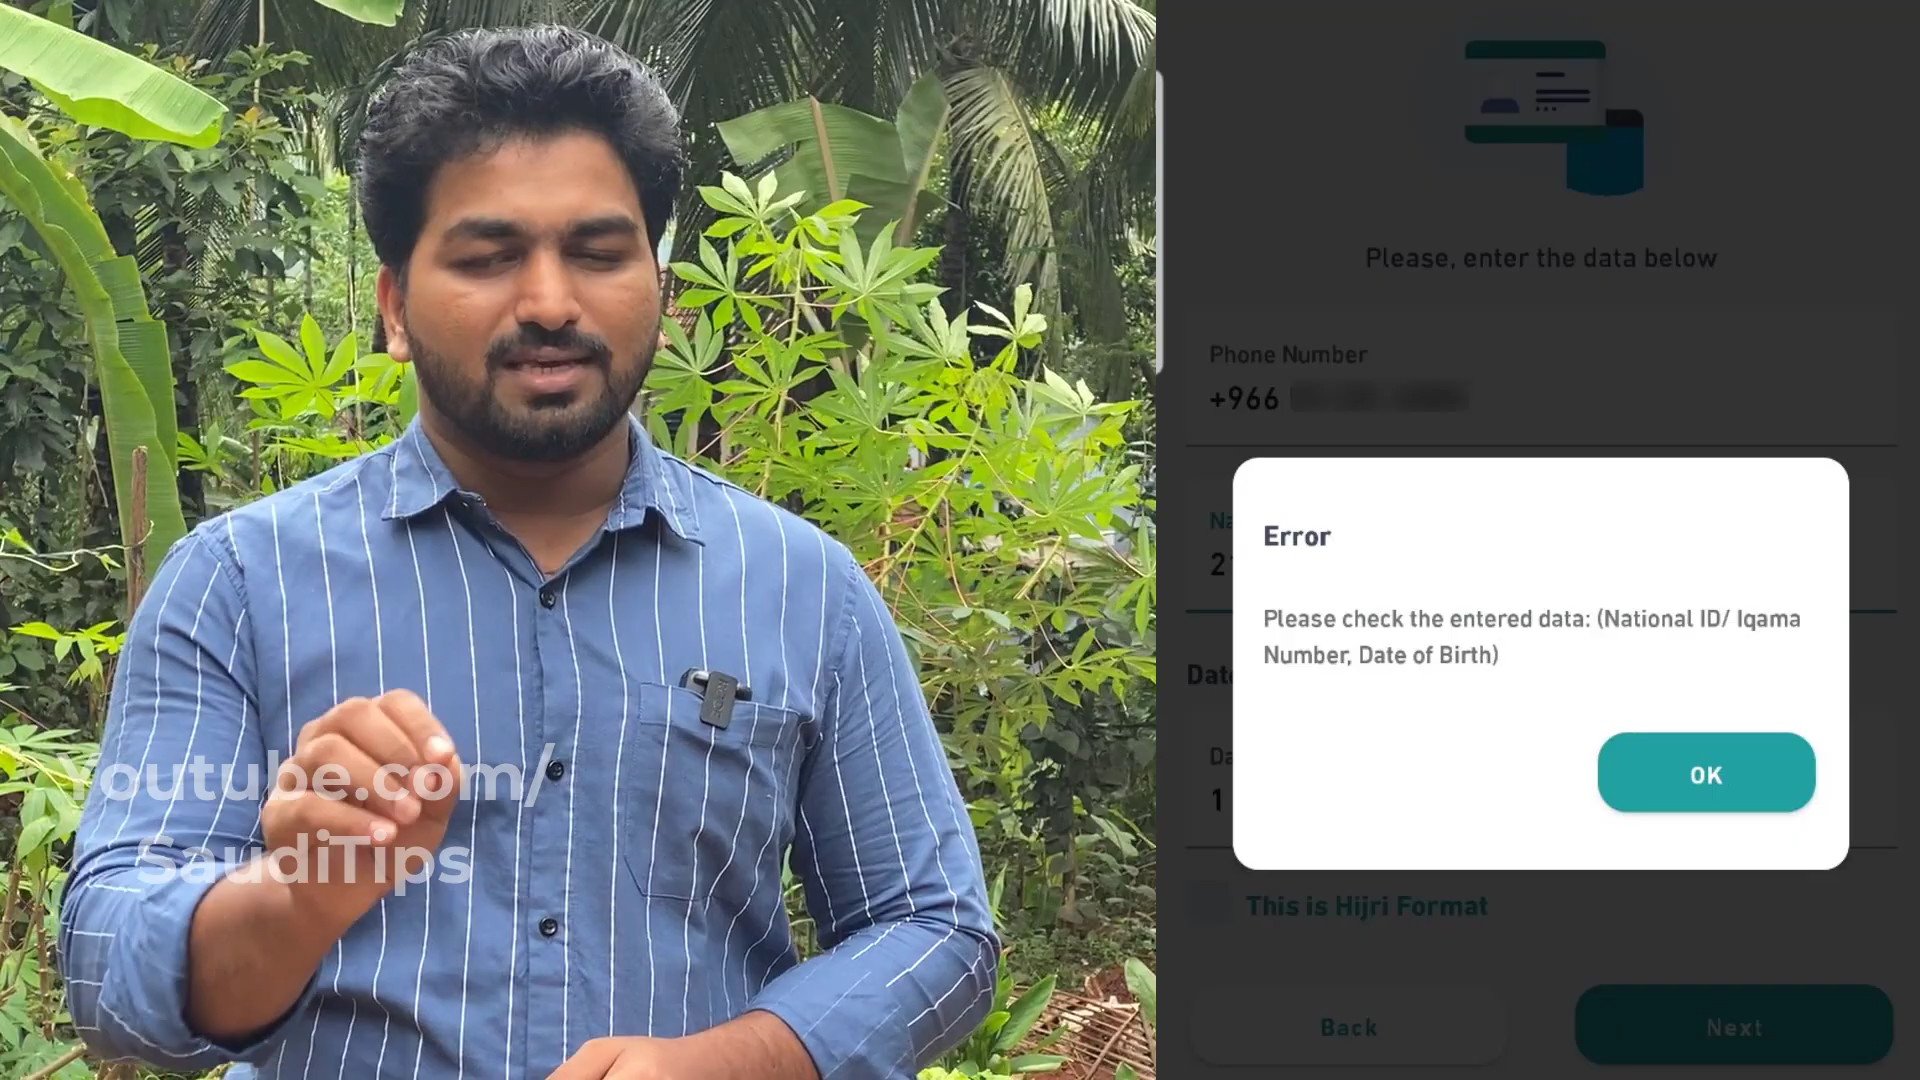 Youtube.com/
SaudiTips
Please, enter the data below
Phone Number
+966
Error
Please check the entered data: (National ID/ Iqama
Number, Date of Birth)
OK
This is Hijri Format
Back
Next